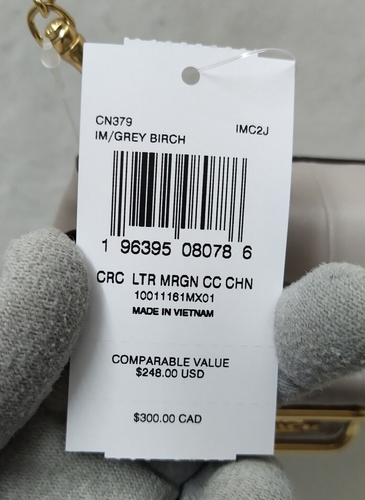 CN379
IM/GREY BIRCH
IMC2J
1 96395 08078 6
CRC LTR MRGN CC CHN
10011161MX01
MADE IN VIETNAM
COMPARABLE VALUE
$248.00 USD
$300.00 CAD